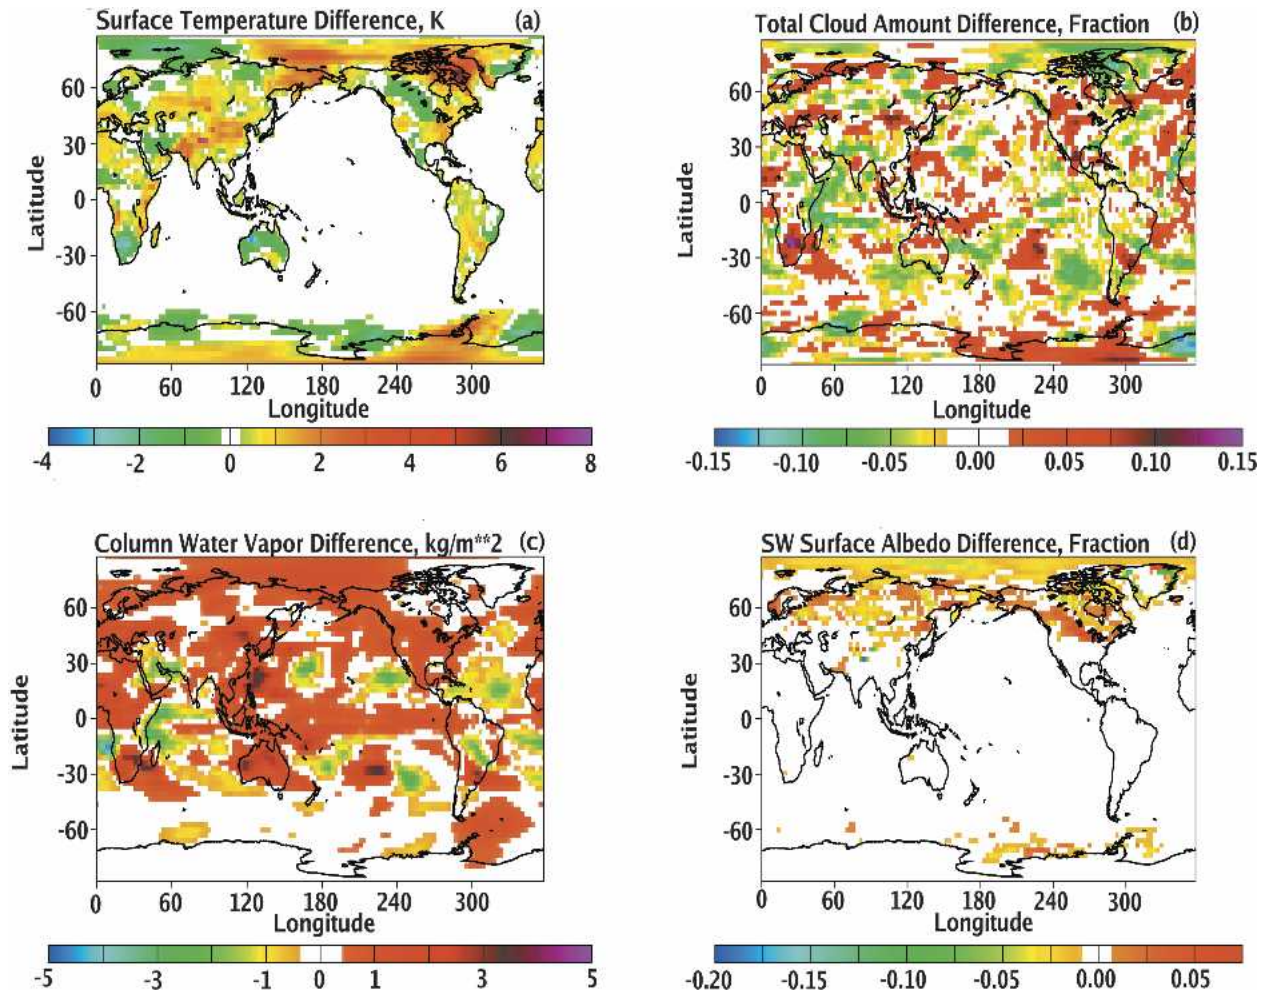 Surface Temperature Difference, K (a)
60
30
0
-30
-60
Latitude
0 60 120 180 240 300
Longitude
-4 -2 0 2 4 6 8
Total Cloud Amount Difference, Fraction (b)
60
30
0
-30
-60
Latitude
0 60 120 180 240 300
Longitude
-0.15 -0.10 -0.05 0.00 0.05 0.10 0.15
Column Water Vapor Difference, kg/m**2 (c)
60
30
0
-30
-60
Latitude
0 60 120 180 240 300
Longitude
-5 -3 -1 0 1 3 5
SW Surface Albedo Difference, Fraction (d)
60
30
0
-30
-60
Latitude
0 60 120 180 240 300
Longitude
-0.20 -0.15 -0.10 -0.05 0.00 0.05